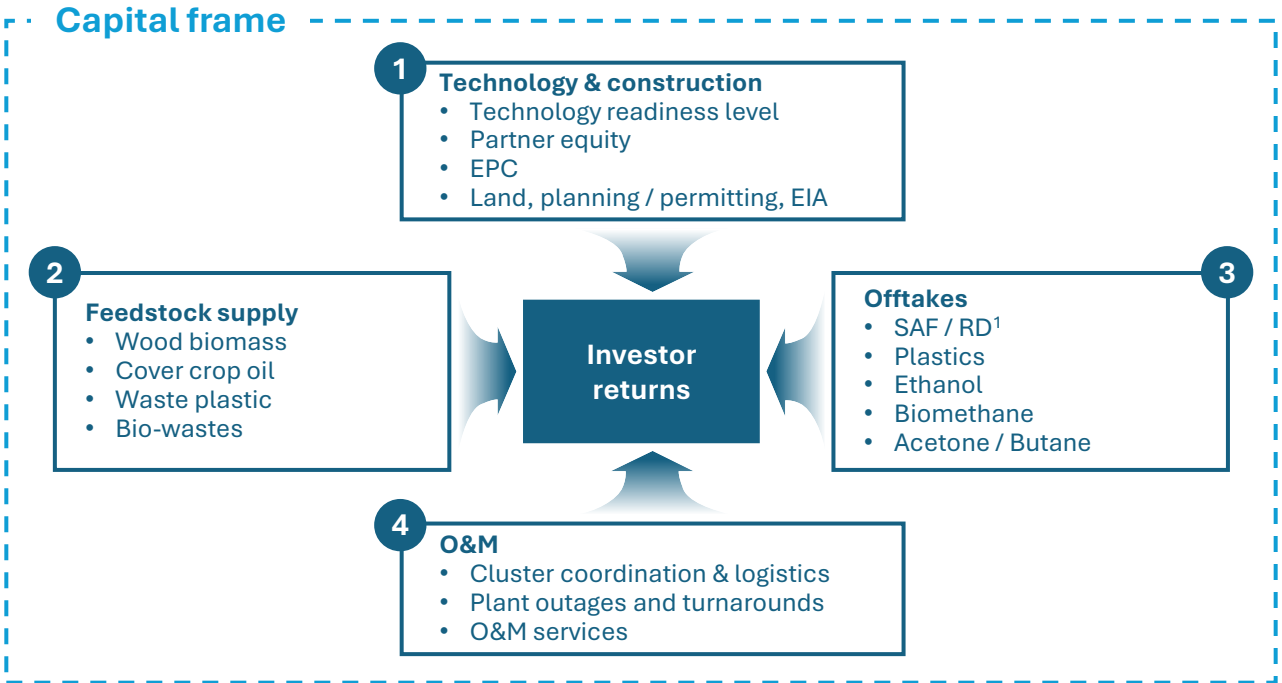 Capital frame
1
Technology & construction
• Technology readiness level
• Partner equity
• EPC
• Land, planning / permitting, EIA
2
Feedstock supply
• Wood biomass
• Cover crop oil
• Waste plastic
• Bio-wastes
Investor
returns
3
Offtakes
• SAF / RD¹
• Plastics
• Ethanol
• Biomethane
• Acetone / Butane
4
O&M
• Cluster coordination & logistics
• Plant outages and turnarounds
• O&M services